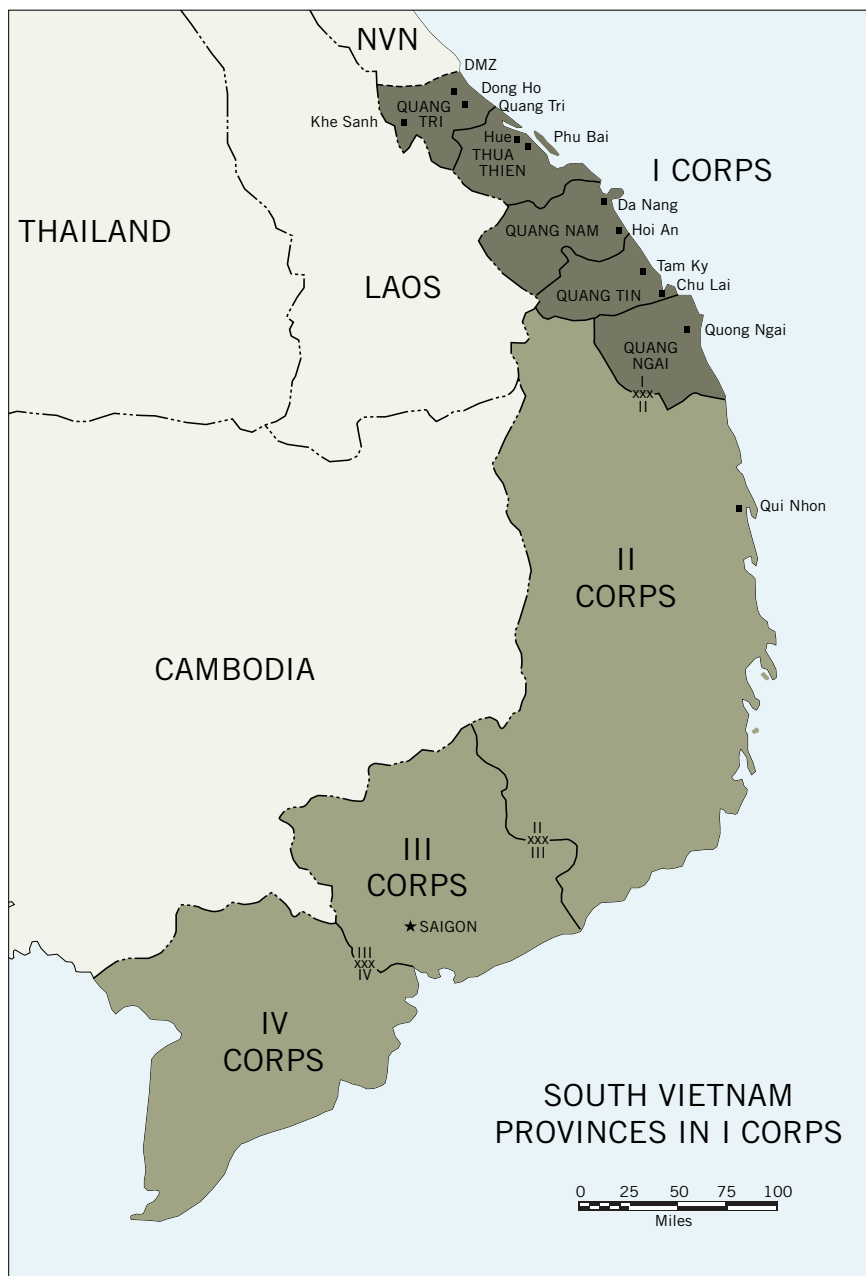 NVN
DMZ
Dong Ho
QUANG
TRI
Quang Tri
Khe Sanh
Hue
Phu Bai
THUA
THIEN
I CORPS
Da Nang
THAILAND
QUANG NAM
Hoi An
Tam Ky
LAOS
Chu Lai
QUANG TIN
Quong Ngai
QUANG
NGAI
I
xxx
II
Qui Nhon
II
CORPS
CAMBODIA
II
xxx
III
III
CORPS
SAIGON
III
xxx
IV
IV
CORPS
SOUTH VIETNAM
PROVINCES IN I CORPS
0 25 50 75 100
Miles